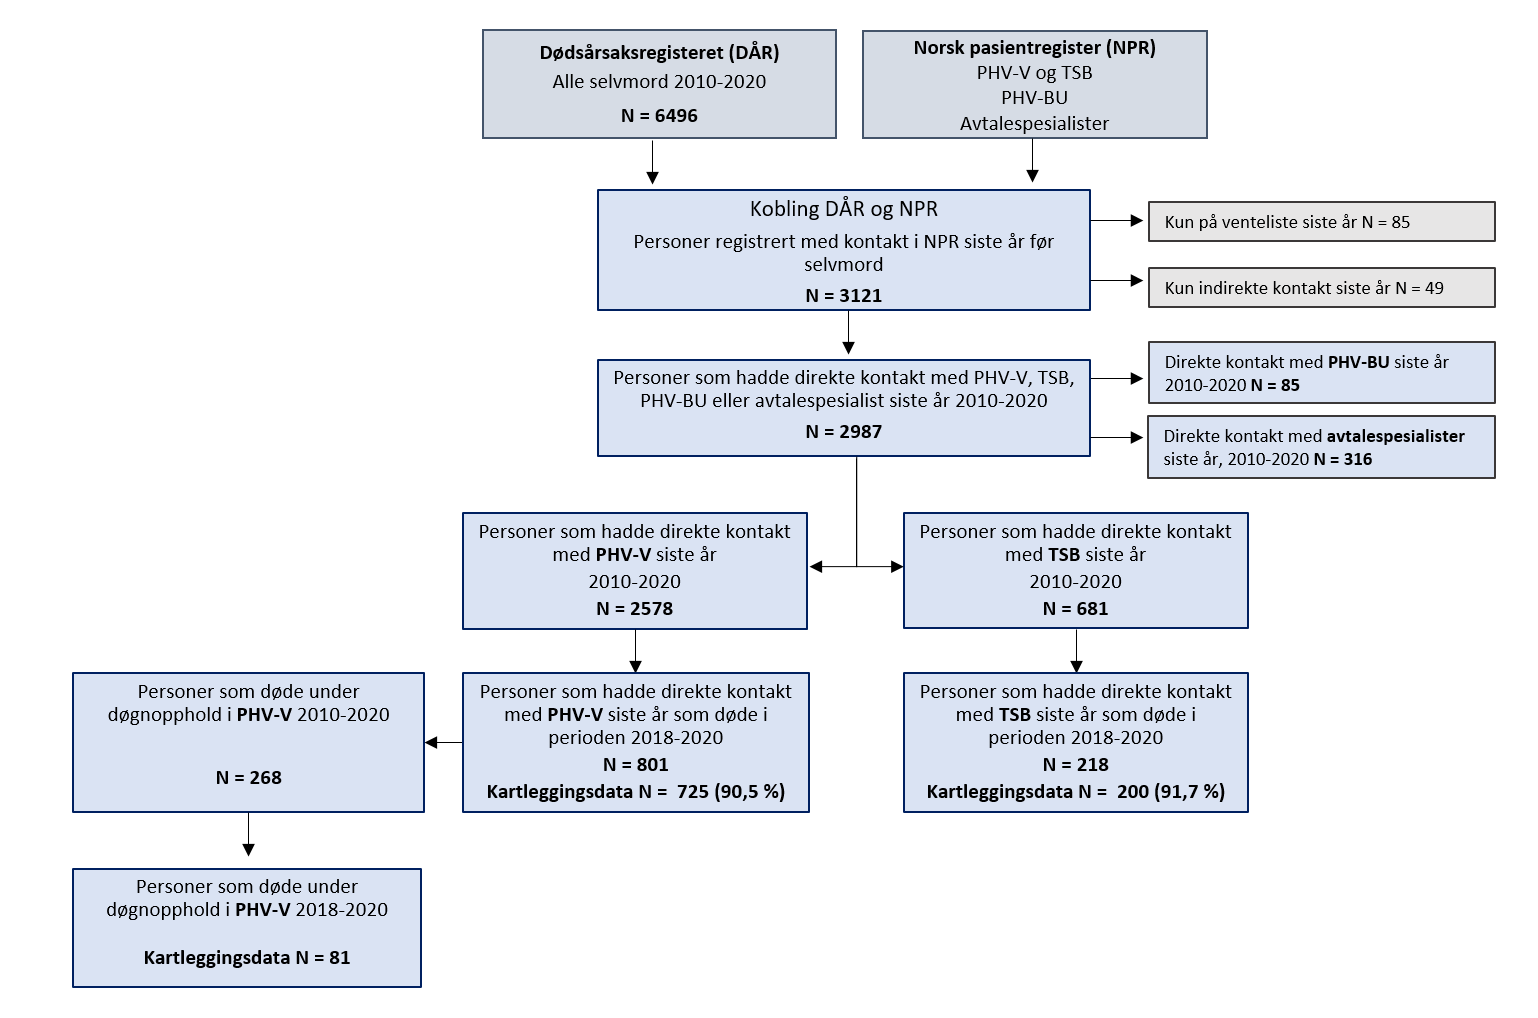 Dødsårsaksregisteret (DÅR)
Alle selvmord 2010-2020
N = 6496
Norsk pasientregister (NPR)
PHV-V og TSB
PHV-BU
Avtalespesialister
Kobling DÅR og NPR
Personer registrert med kontakt i NPR siste år før
selvmord
N = 3121
Kun på venteliste siste år N = 85
Kun indirekte kontakt siste år N = 49
Personer som hadde direkte kontakt med PHV-V, TSB,
PHV-BU eller avtalespesialist siste år 2010-2020
N = 2987
Direkte kontakt med PHV-BU siste år
2010-2020 N = 85
Direkte kontakt med avtalespesialister
siste år, 2010-2020 N = 316
Personer som hadde direkte kontakt
med PHV-V siste år
2010-2020
N = 2578
Personer som hadde direkte kontakt
med TSB siste år
2010-2020
N = 681
Personer som døde under
døgnopphold i PHV-V 2010-2020
N = 268
Personer som hadde direkte kontakt
med PHV-V siste år som døde i
perioden 2018-2020
N = 801
Kartleggingsdata N =  725 (90,5 %)
Personer som hadde direkte kontakt
med TSB siste år som døde i
perioden 2018-2020
N = 218
Kartleggingsdata N =  200 (91,7 %)
Personer som døde under
døgnopphold i PHV-V 2018-2020
Kartleggingsdata N = 81